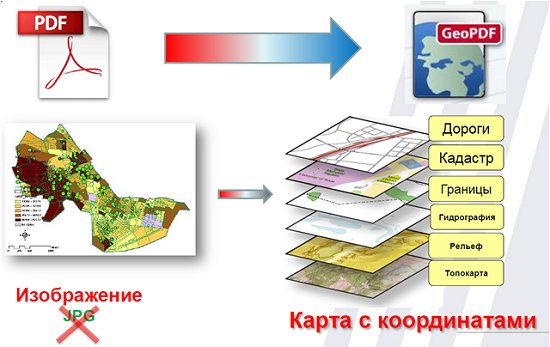 PDF
GeoPDF
Дороги
Кадастр
Границы
Гидрография
Рельеф
Топокарта
Изображение
JPG
Карта с координатами